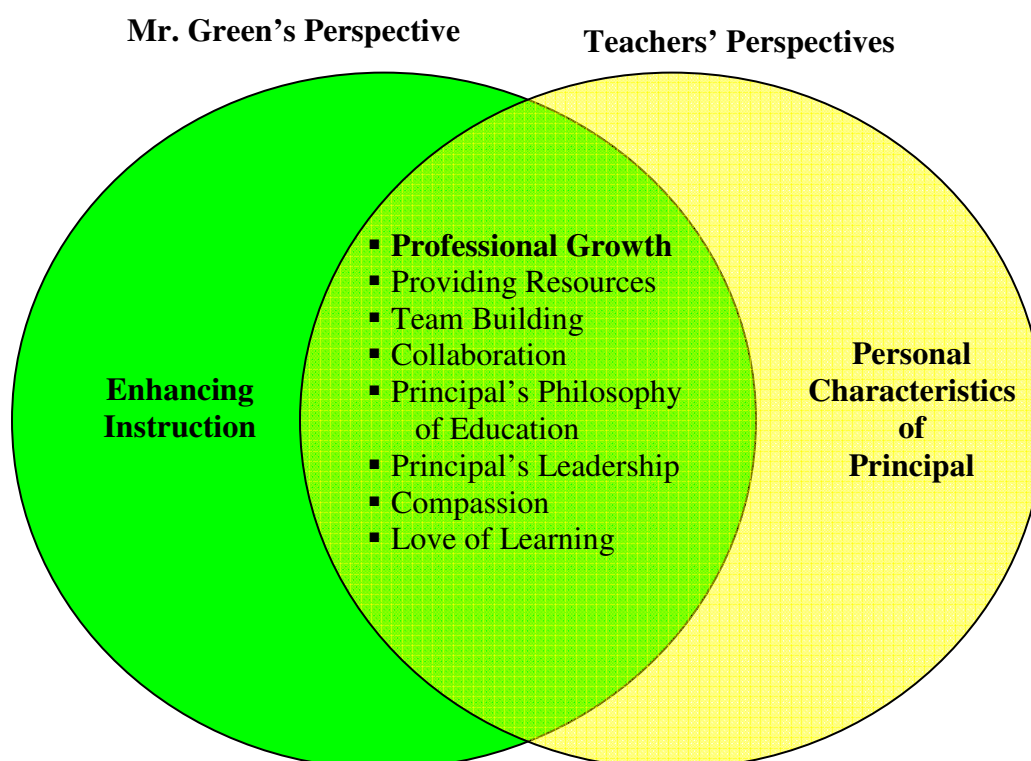 Mr. Green’s Perspective
Teachers’ Perspectives
Enhancing
Instruction
▪ Professional Growth
▪ Providing Resources
▪ Team Building
▪ Collaboration
▪ Principal’s Philosophy
of Education
▪ Principal’s Leadership
▪ Compassion
▪ Love of Learning
Personal
Characteristics
of
Principal